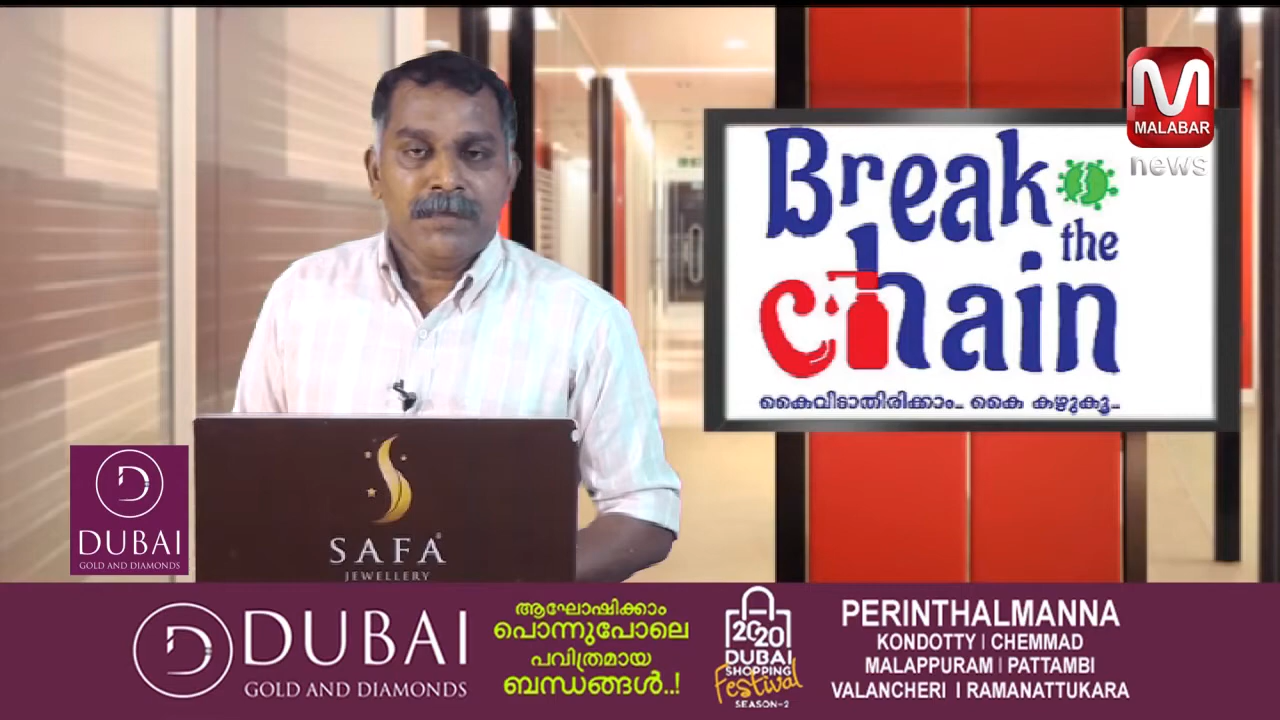 M
MALABAR
news
Break
the
chain
കൈവിടാതിരിക്കാം.. കൈ കഴുകൂ..
SAFA
JEWELLERY
D
DUBAI
GOLD AND DIAMONDS
DUBAI
GOLD AND DIAMONDS
ആഘോഷിക്കാം
പൊന്നുപോലെ
പവിത്രമായ
ബന്ധങ്ങൾ..!
2020
DUBAI
SHOPPING
Festival
SEASON-2
PERINTHALMANNA
KONDOTTY | CHEMMAD
MALAPPURAM | PATTAMBI
VALANCHERI | RAMANATTUKARA